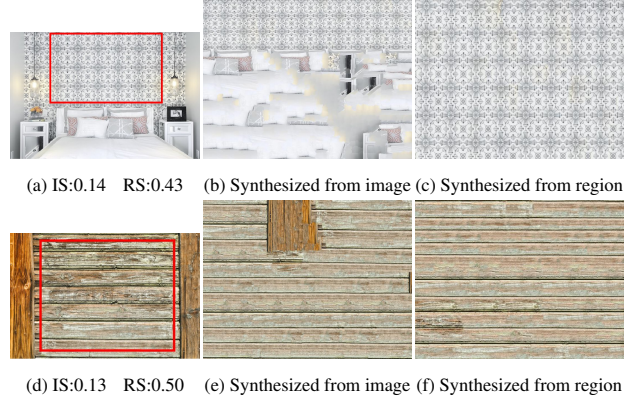 (a) IS:0.14 RS:0.43 (b) Synthesized from image (c) Synthesized from region
(d) IS:0.13 RS:0.50 (e) Synthesized from image (f) Synthesized from region